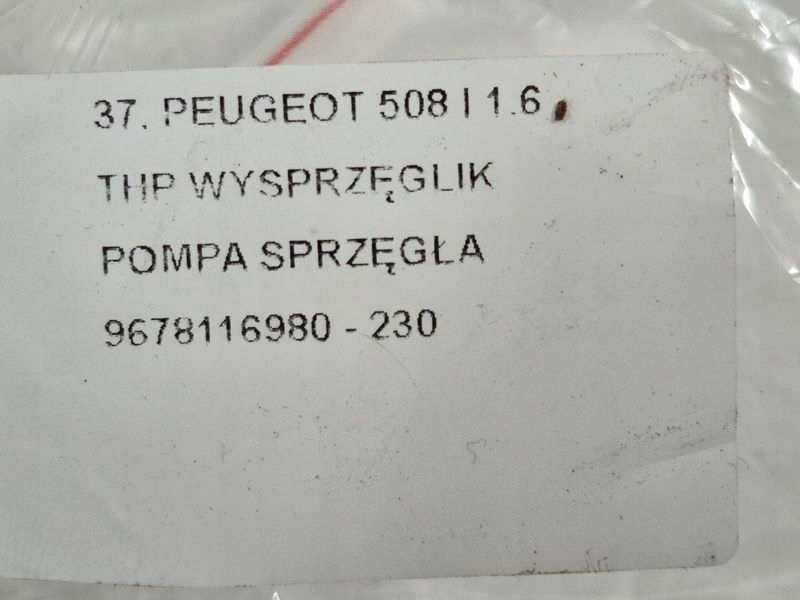 37. PEUGEOT 508 I 1.6
THP WYSPRZĘGLIK
POMPA SPRZĘGŁA
9678116980 - 230